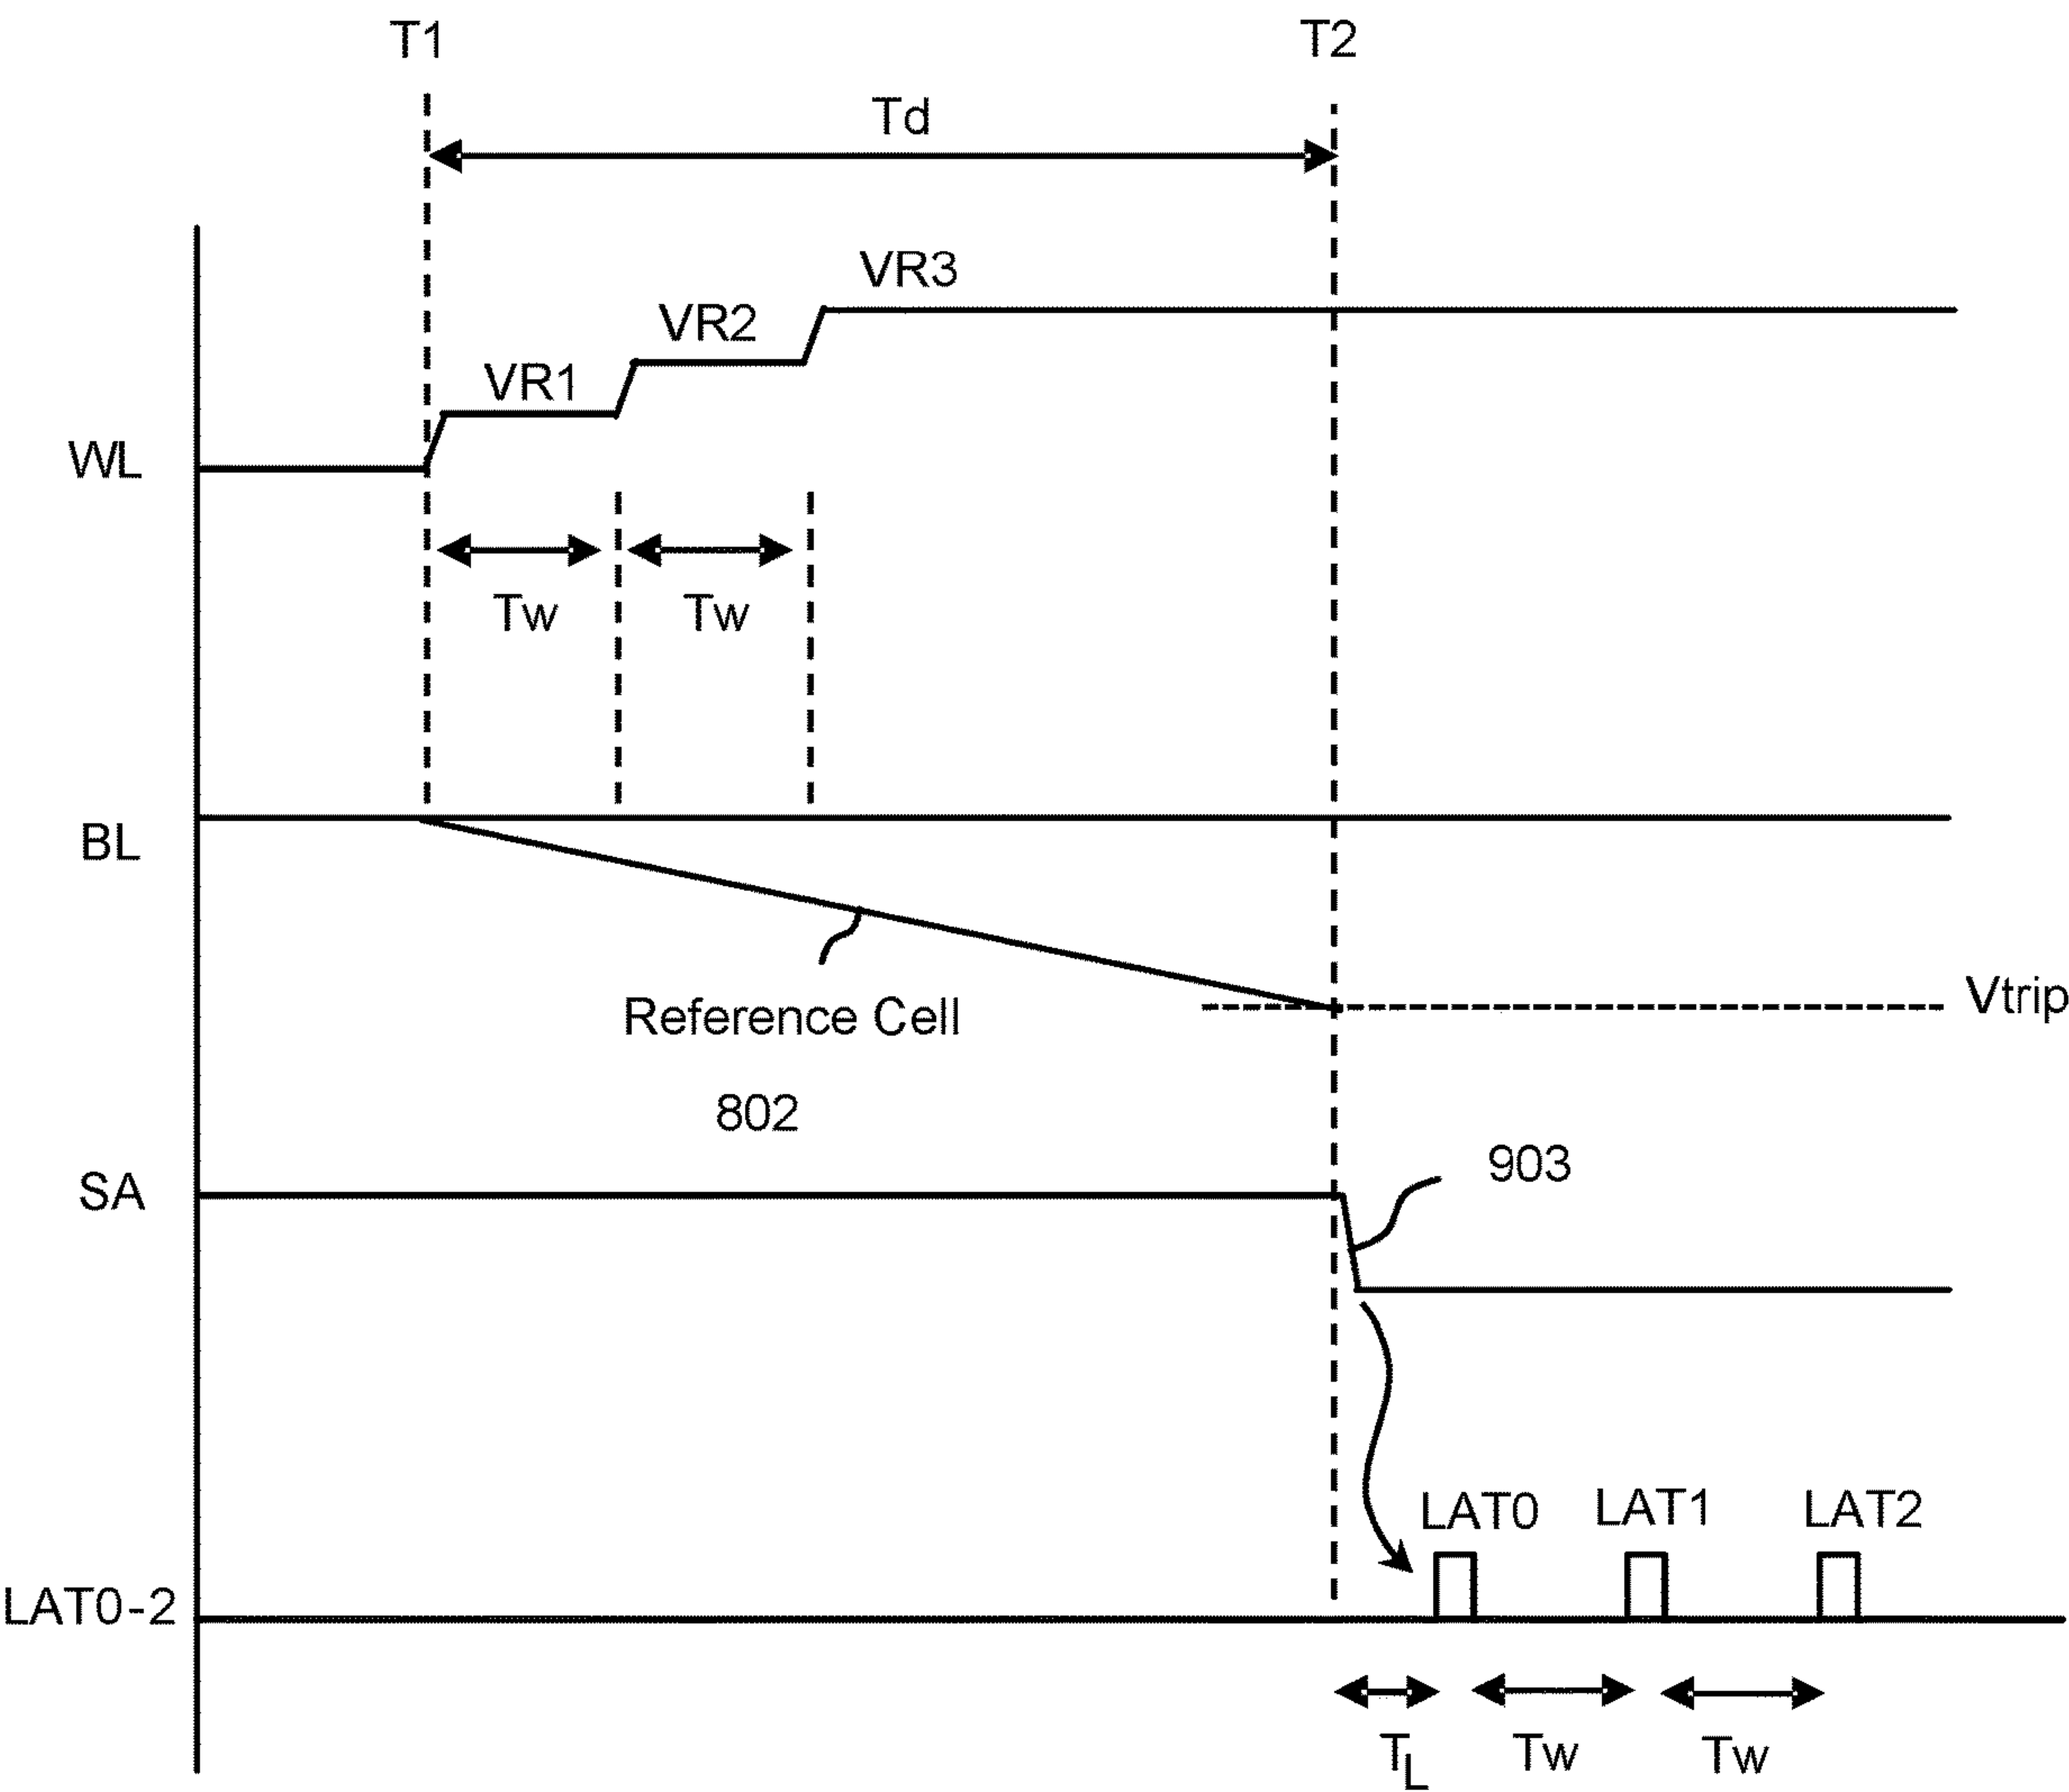 T1
T2
Td
VR3
VR2
VR1
WL
Tw
Tw
BL
Vtrip
Reference Cell
802
903
SA
LAT0
LAT1
LAT2
LAT0-2
TL
Tw
Tw